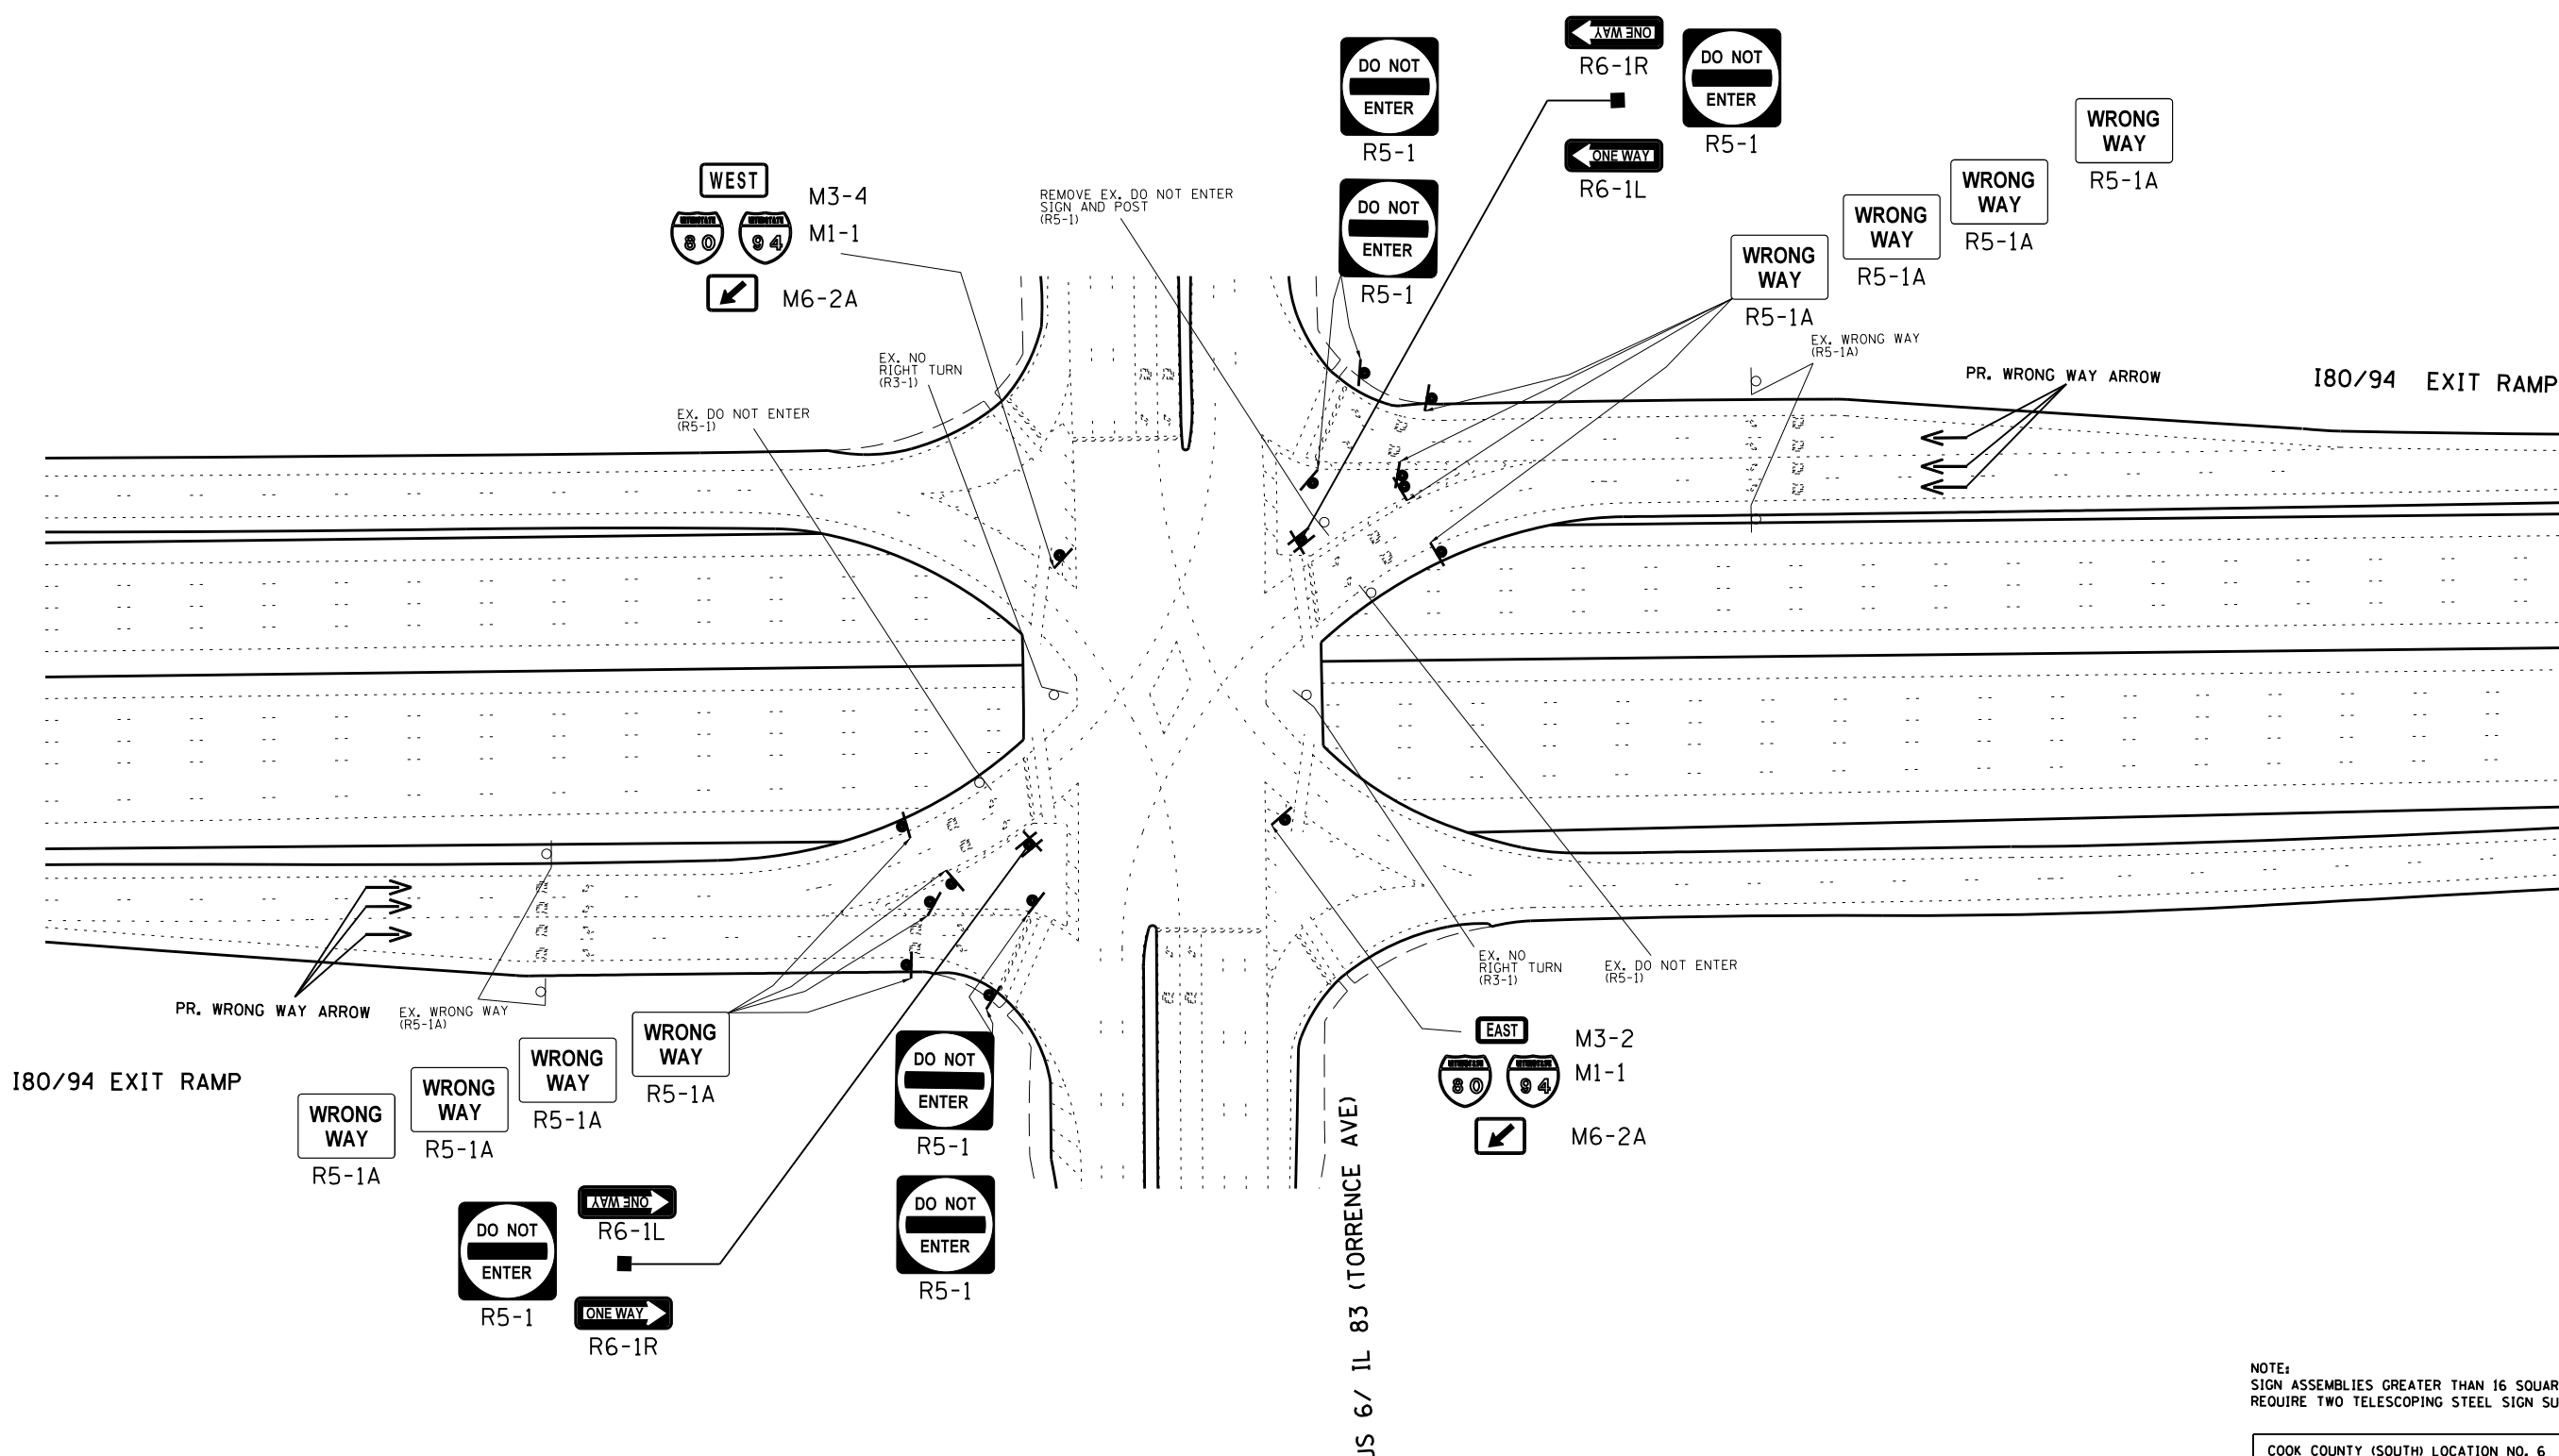 ONE WAY
R6-1R
DO NOT
ENTER
R5-1
DO NOT
ENTER
R5-1
ONE WAY
R6-1L
WRONG
WAY
R5-1A
WEST
M3-4
INTERSTATE
80
INTERSTATE
94
M1-1
M6-2A
REMOVE EX. DO NOT ENTER
SIGN AND POST
(R5-1)
DO NOT
ENTER
R5-1
WRONG
WAY
R5-1A
WRONG
WAY
R5-1A
WRONG
WAY
R5-1A
EX. WRONG WAY
(R5-1A)
PR. WRONG WAY ARROW
I80/94 EXIT RAMP
EX. NO
RIGHT TURN
(R3-1)
EX. DO NOT ENTER
(R5-1)
PR. WRONG WAY ARROW
EX. WRONG WAY
(R5-1A)
I80/94 EXIT RAMP
WRONG
WAY
R5-1A
WRONG
WAY
R5-1A
WRONG
WAY
R5-1A
WRONG
WAY
R5-1A
DO NOT
ENTER
R5-1
DO NOT
ENTER
R5-1
DO NOT
ENTER
R5-1
ONE WAY
R6-1L
ONE WAY
R6-1R
EX. NO
RIGHT TURN
(R3-1)
EX. DO NOT ENTER
(R5-1)
EAST
M3-2
INTERSTATE
80
INTERSTATE
94
M1-1
M6-2A
US 6/ IL 83 (TORRENCE AVE)
NOTE:
SIGN ASSEMBLIES GREATER THAN 16 SQUAR
REQUIRE TWO TELESCOPING STEEL SIGN SU
COOK COUNTY (SOUTH) LOCATION NO. 6